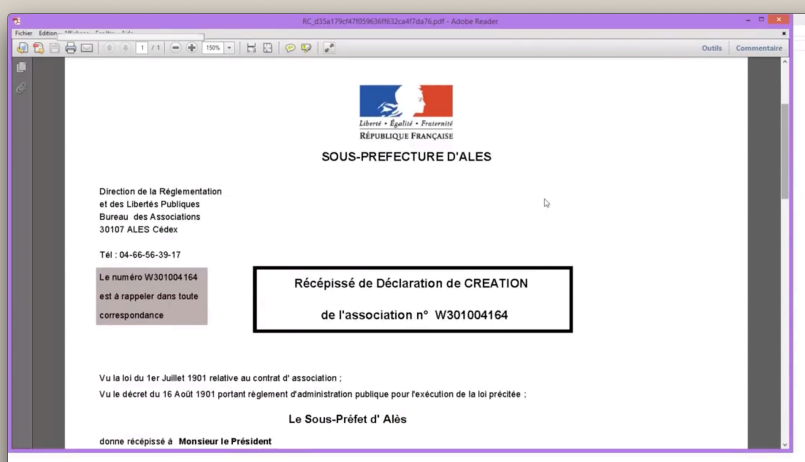 RC_d35a179cf47f059636ff632ca4f7da76.pdf - Adobe Reader
Fichier Edition
1 / 1 150%
Outils Commentaire
Liberté • Égalité • Fraternité
RÉPUBLIQUE FRANÇAISE
SOUS-PREFECTURE D'ALES
Direction de la Règlementation
et des Libertés Publiques
Bureau des Associations
30107 ALES Cédex
Tél : 04-66-56-39-17
Le numéro W301004164
est à rappeler dans toute
correspondance
Récépissé de Déclaration de CREATION
de l'association n° W301004164
Vu la loi du 1er Juillet 1901 relative au contrat d' association ;
Vu le décret du 16 Août 1901 portant règlement d'administration publique pour l'exécution de la loi précitée ;
Le Sous-Préfet d' Alès
donne récépissé à Monsieur le Président